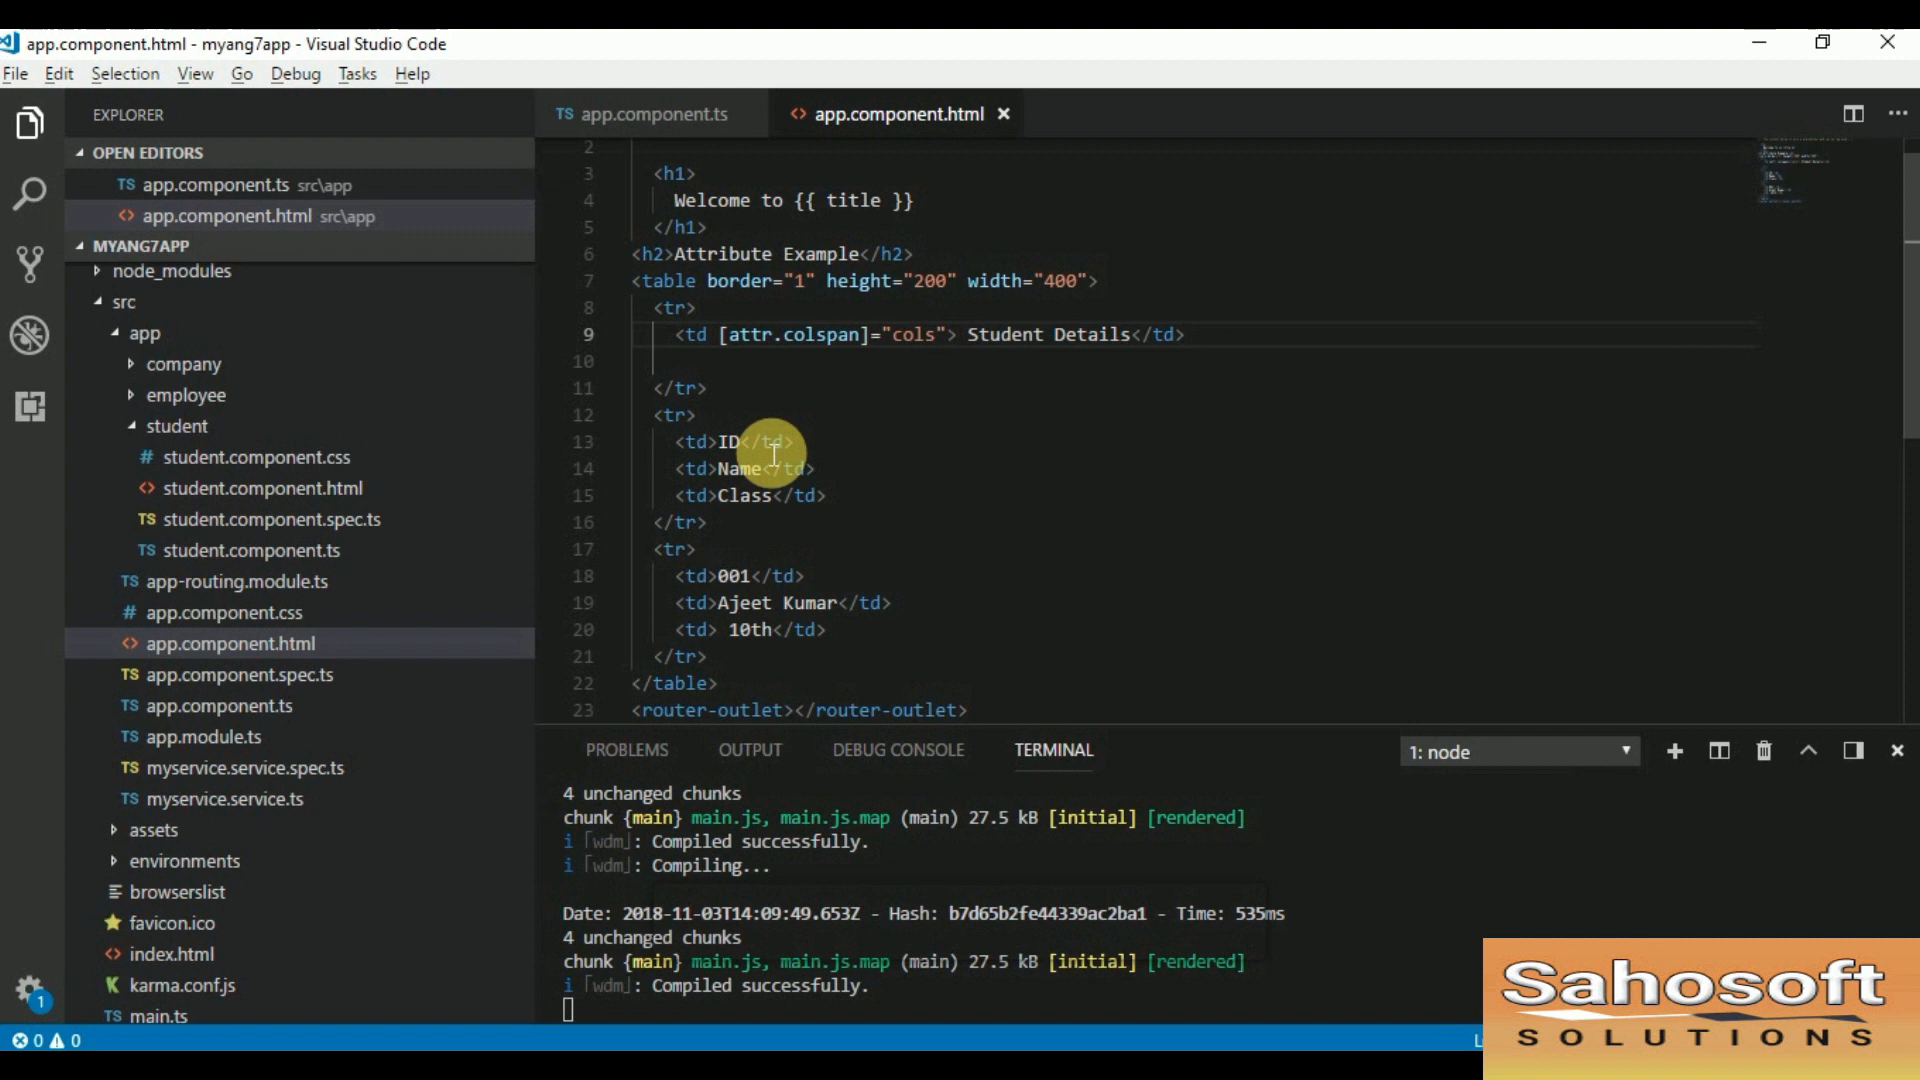 app.component.html - myang7app - Visual Studio Code
File Edit Selection View Go Debug Tasks Help
EXPLORER
OPEN EDITORS
TS app.component.ts src\app
<> app.component.html src\app
MYANG7APP
node_modules
src
app
company
employee
student
# student.component.css
<> student.component.html
TS student.component.spec.ts
TS student.component.ts
TS app-routing.module.ts
# app.component.css
<> app.component.html
TS app.component.spec.ts
TS app.component.ts
TS app.module.ts
TS myservice.service.spec.ts
TS myservice.service.ts
assets
environments
browserslist
favicon.ico
<> index.html
K karma.conf.js
TS main.ts
1
0 0
TS app.component.ts <> app.component.html
2
3 <h1>
4 Welcome to {{ title }}
5 </h1>
6 <h2>Attribute Example</h2>
7 <table border="1" height="200" width="400">
8 <tr>
9 <td [attr.colspan]="cols"> Student Details</td>
10
11 </tr>
12 <tr>
13 <td>ID</td>
14 <td>Name</td>
15 <td>Class</td>
16 </tr>
17 <tr>
18 <td>001</td>
19 <td>Ajeet Kumar</td>
20 <td> 10th</td>
21 </tr>
22 </table>
23 <router-outlet></router-outlet>
PROBLEMS OUTPUT DEBUG CONSOLE TERMINAL 1: node
4 unchanged chunks
chunk {main} main.js, main.js.map (main) 27.5 kB [initial] [rendered]
i ｢wdm｣: Compiled successfully.
i ｢wdm｣: Compiling...
Date: 2018-11-03T14:09:49.653Z - Hash: b7d65b2fe44339ac2ba1 - Time: 535ms
4 unchanged chunks
chunk {main} main.js, main.js.map (main) 27.5 kB [initial] [rendered]
i ｢wdm｣: Compiled successfully.
Sahosoft
SOLUTIONS